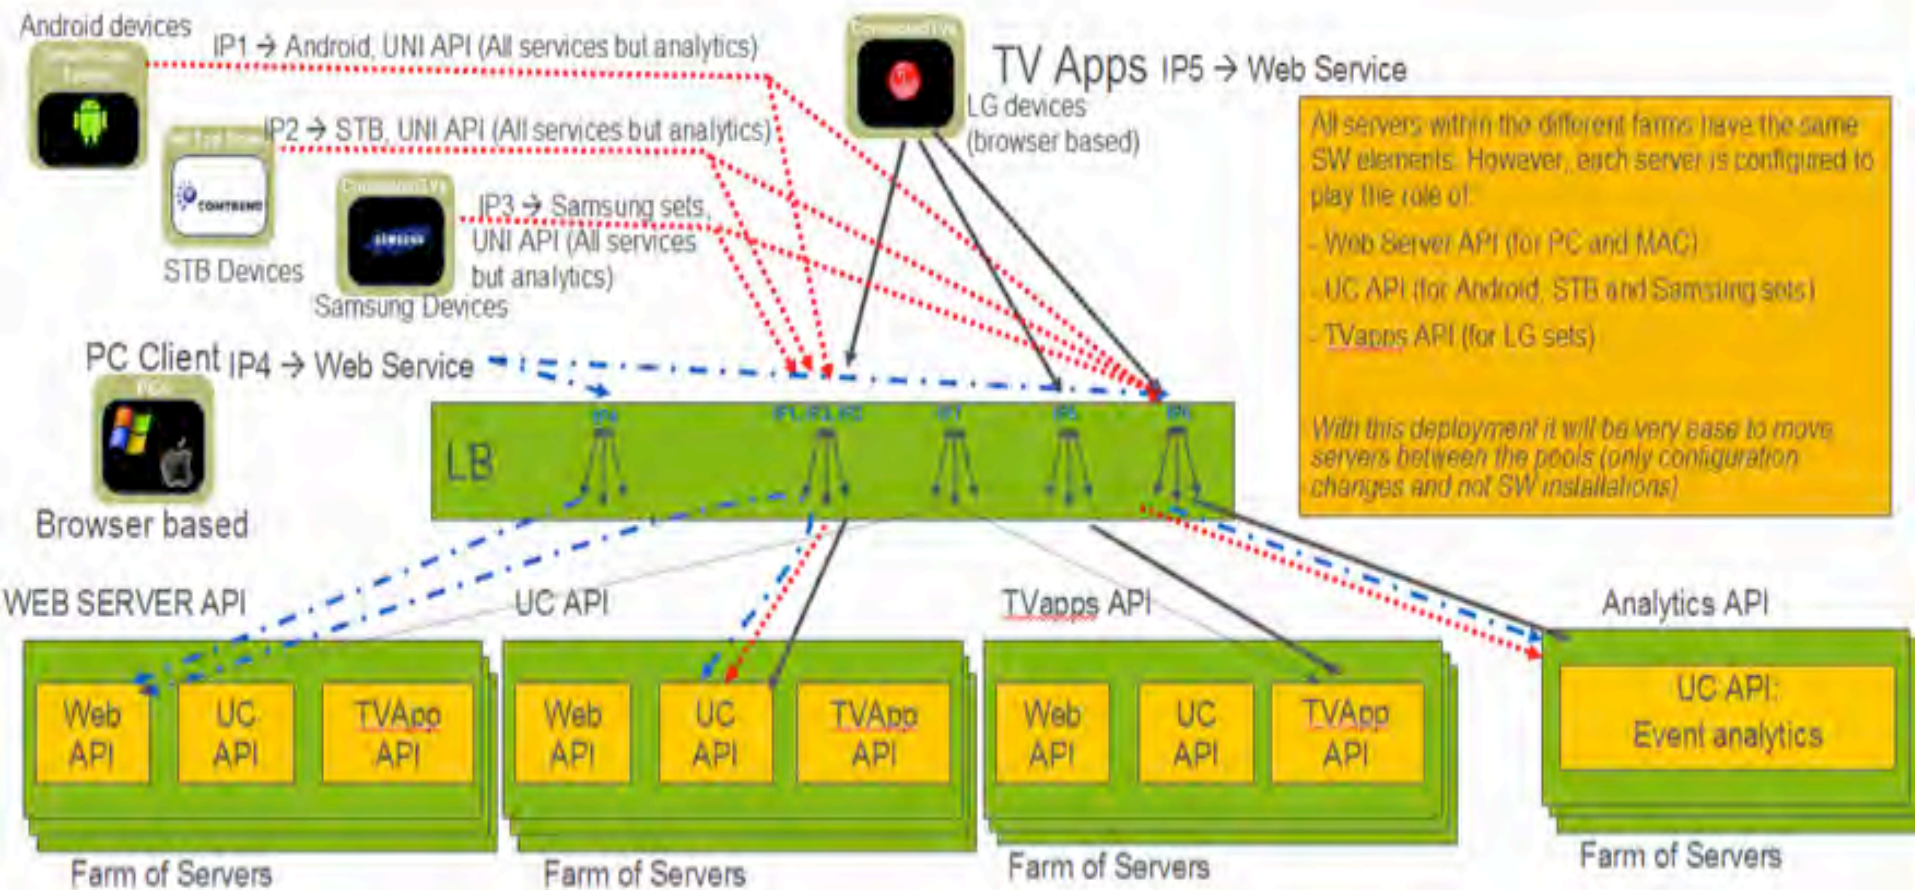 Android devices
IP1 → Android, UNI API (All services but analytics)
TV Apps IP5 → Web Service
LG devices
(browser based)
IP2 → STB, UNI API (All services but analytics)
COMTREND
STB Devices
IP3 → Samsung sets,
UNI API (All services
but analytics)
SAMSUNG
Samsung Devices
All servers within the different farms have the same
SW elements. However, each server is configured to
play the role of:
- Web Server API (for PC and MAC)
- UC API (for Android, STB and Samsung sets)
- TVapps API (for LG sets)
With this deployment it will be very ease to move
servers between the pools (only configuration
changes and not SW installations)
PC Client IP4 → Web Service
Browser based
LB
IP5
IP6
WEB SERVER API
UC API
TVapps API
Analytics API
Web
API
UC
API
TVApp
API
Web
API
UC
API
TVApp
API
Web
API
UC
API
TVApp
API
UC API:
Event analytics
Farm of Servers
Farm of Servers
Farm of Servers
Farm of Servers